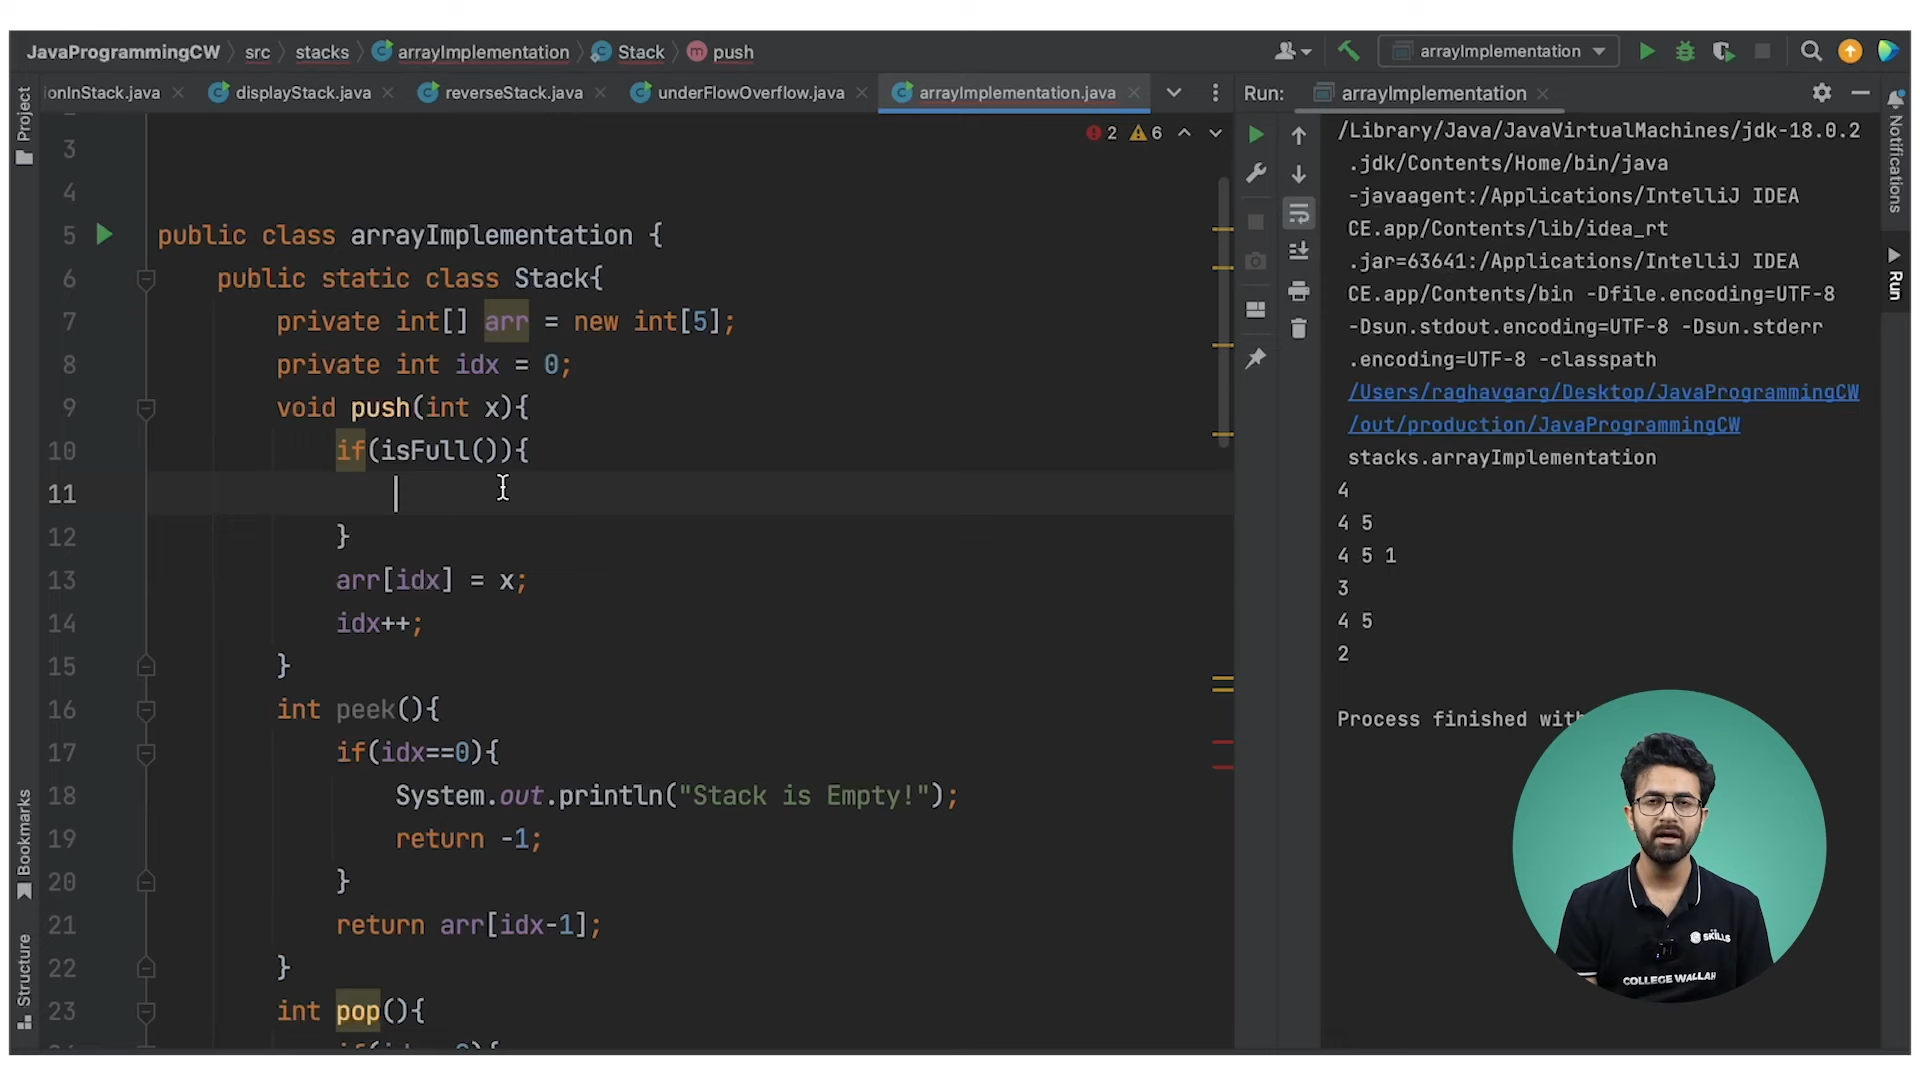 JavaProgrammingCW src stacks arrayImplementation Stack push
arrayImplementation
ionInStack.java displayStack.java reverseStack.java underFlowOverflow.java arrayImplementation.java
Run: arrayImplementation
Project
2 6
3
4
5 public class arrayImplementation {
6 public static class Stack{
7 private int[] arr = new int[5];
8 private int idx = 0;
9 void push(int x){
10 if(isFull()){
11
12 }
13 arr[idx] = x;
14 idx++;
15 }
16 int peek(){
17 if(idx==0){
18 System.out.println("Stack is Empty!");
19 return -1;
20 }
21 return arr[idx-1];
22 }
23 int pop(){
Bookmarks
Structure
/Library/Java/JavaVirtualMachines/jdk-18.0.2
.jdk/Contents/Home/bin/java
-javaagent:/Applications/IntelliJ IDEA
CE.app/Contents/lib/idea_rt
.jar=63641:/Applications/IntelliJ IDEA
CE.app/Contents/bin -Dfile.encoding=UTF-8
-Dsun.stdout.encoding=UTF-8 -Dsun.stderr
.encoding=UTF-8 -classpath
/Users/raghavgarg/Desktop/JavaProgrammingCW
/out/production/JavaProgrammingCW
stacks.arrayImplementation
4
4 5
4 5 1
3
4 5
2
Process finished with
Notifications
Run
SKILLS
COLLEGE WALLAH